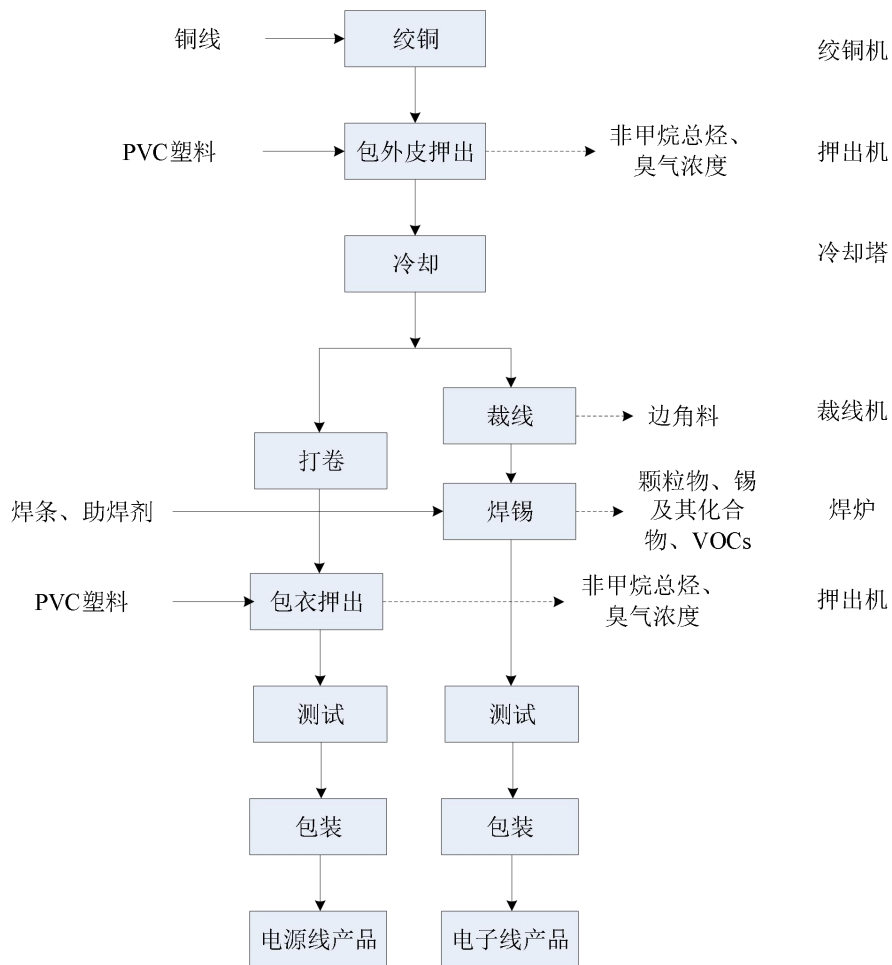 铜线
绞铜
绞铜机
PVC塑料
包外皮押出
非甲烷总烃、
臭气浓度
押出机
冷却
冷却塔
裁线
边角料
裁线机
打卷
焊条、助焊剂
焊锡
颗粒物、锡
及其化合
物、VOCs
焊炉
PVC塑料
包衣押出
非甲烷总烃、
臭气浓度
押出机
测试
测试
包装
包装
电源线产品
电子线产品